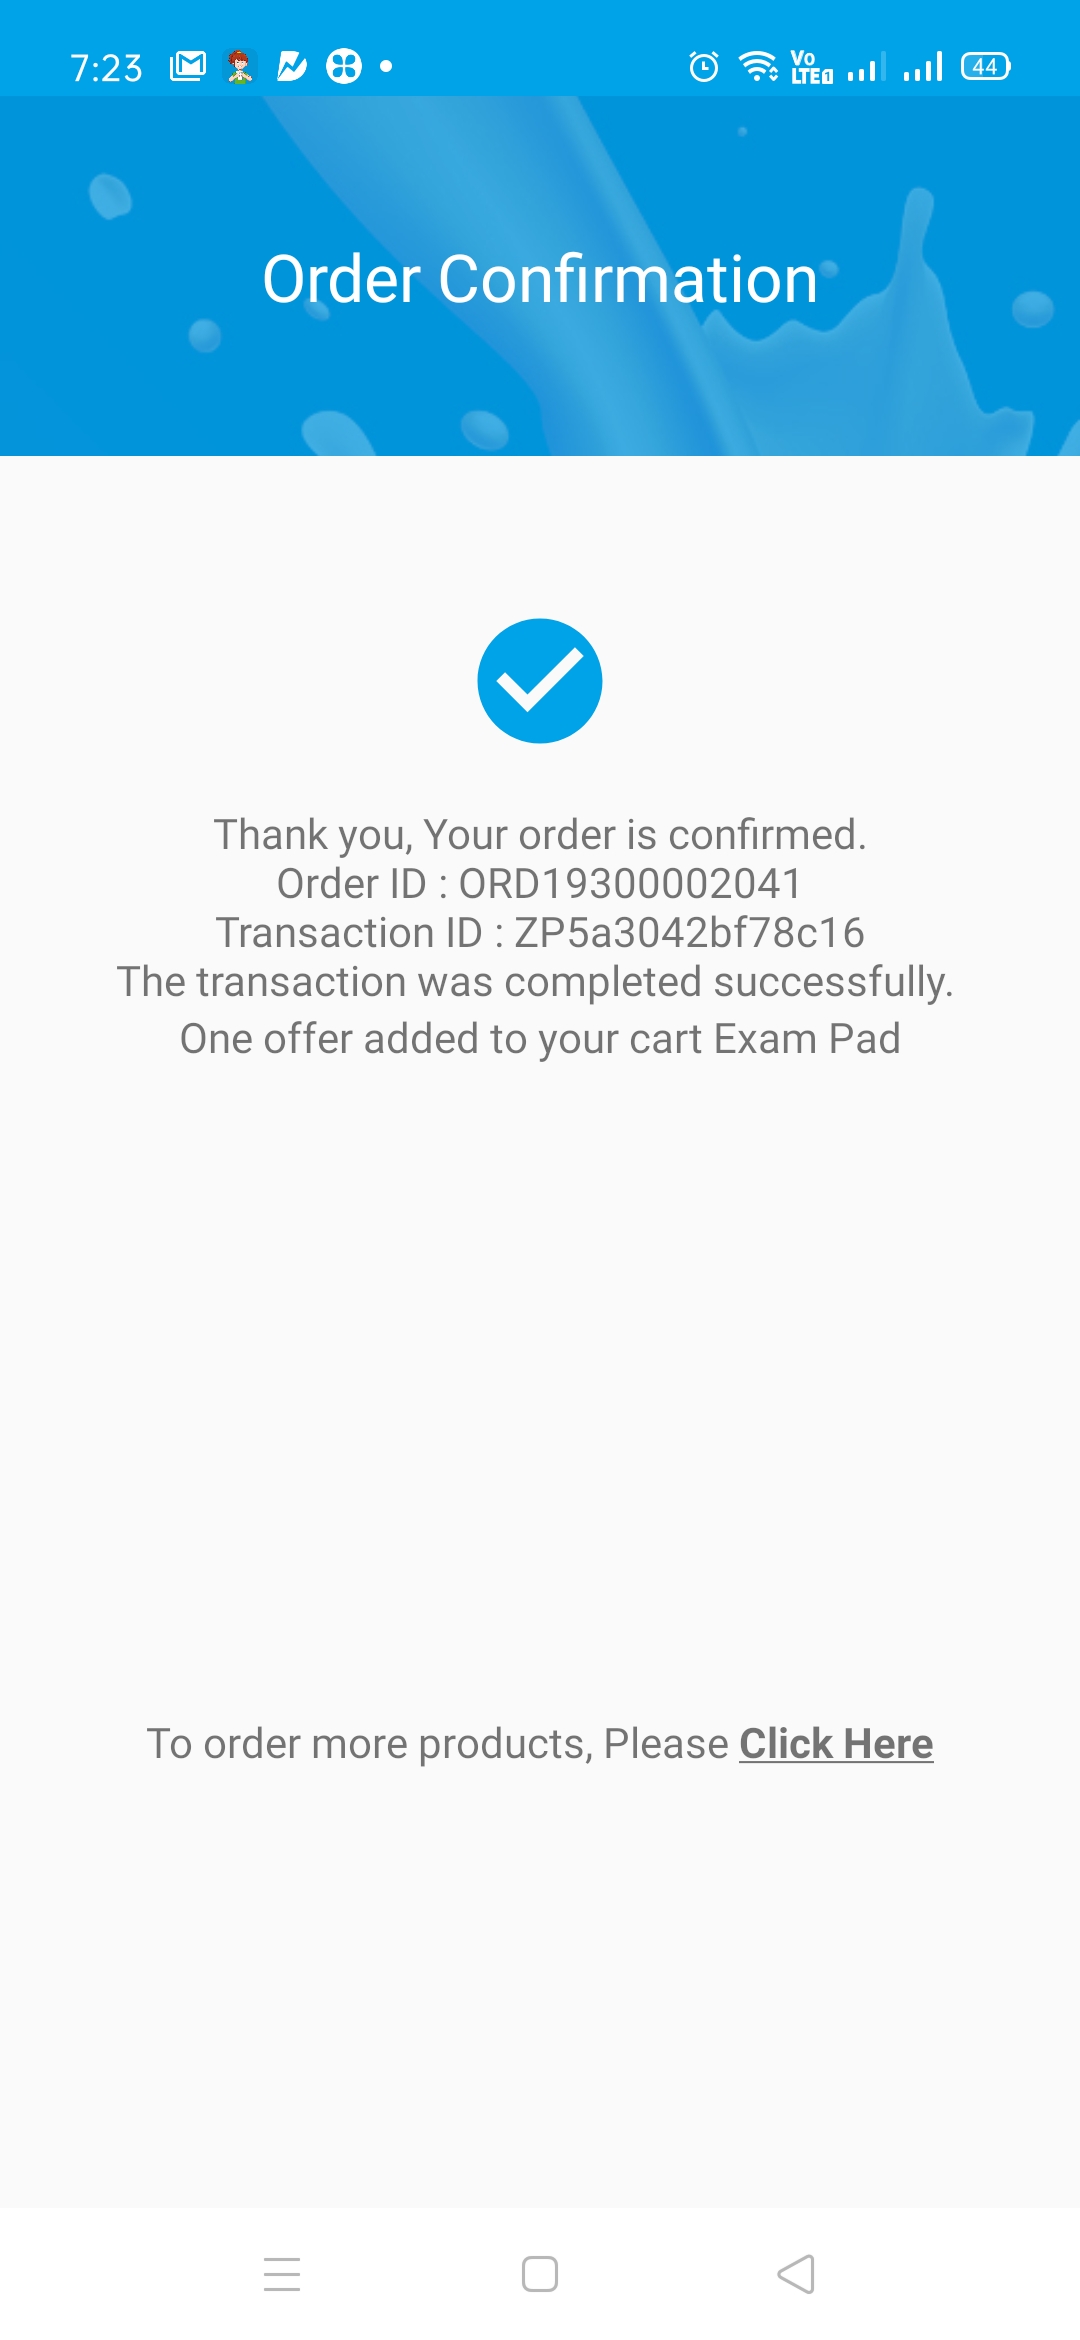 7:23
Vo
LTE1
44
Order Confirmation
Thank you, Your order is confirmed.
Order ID : ORD19300002041
Transaction ID : ZP5a3042bf78c16
The transaction was completed successfully.
One offer added to your cart Exam Pad
To order more products, Please Click Here